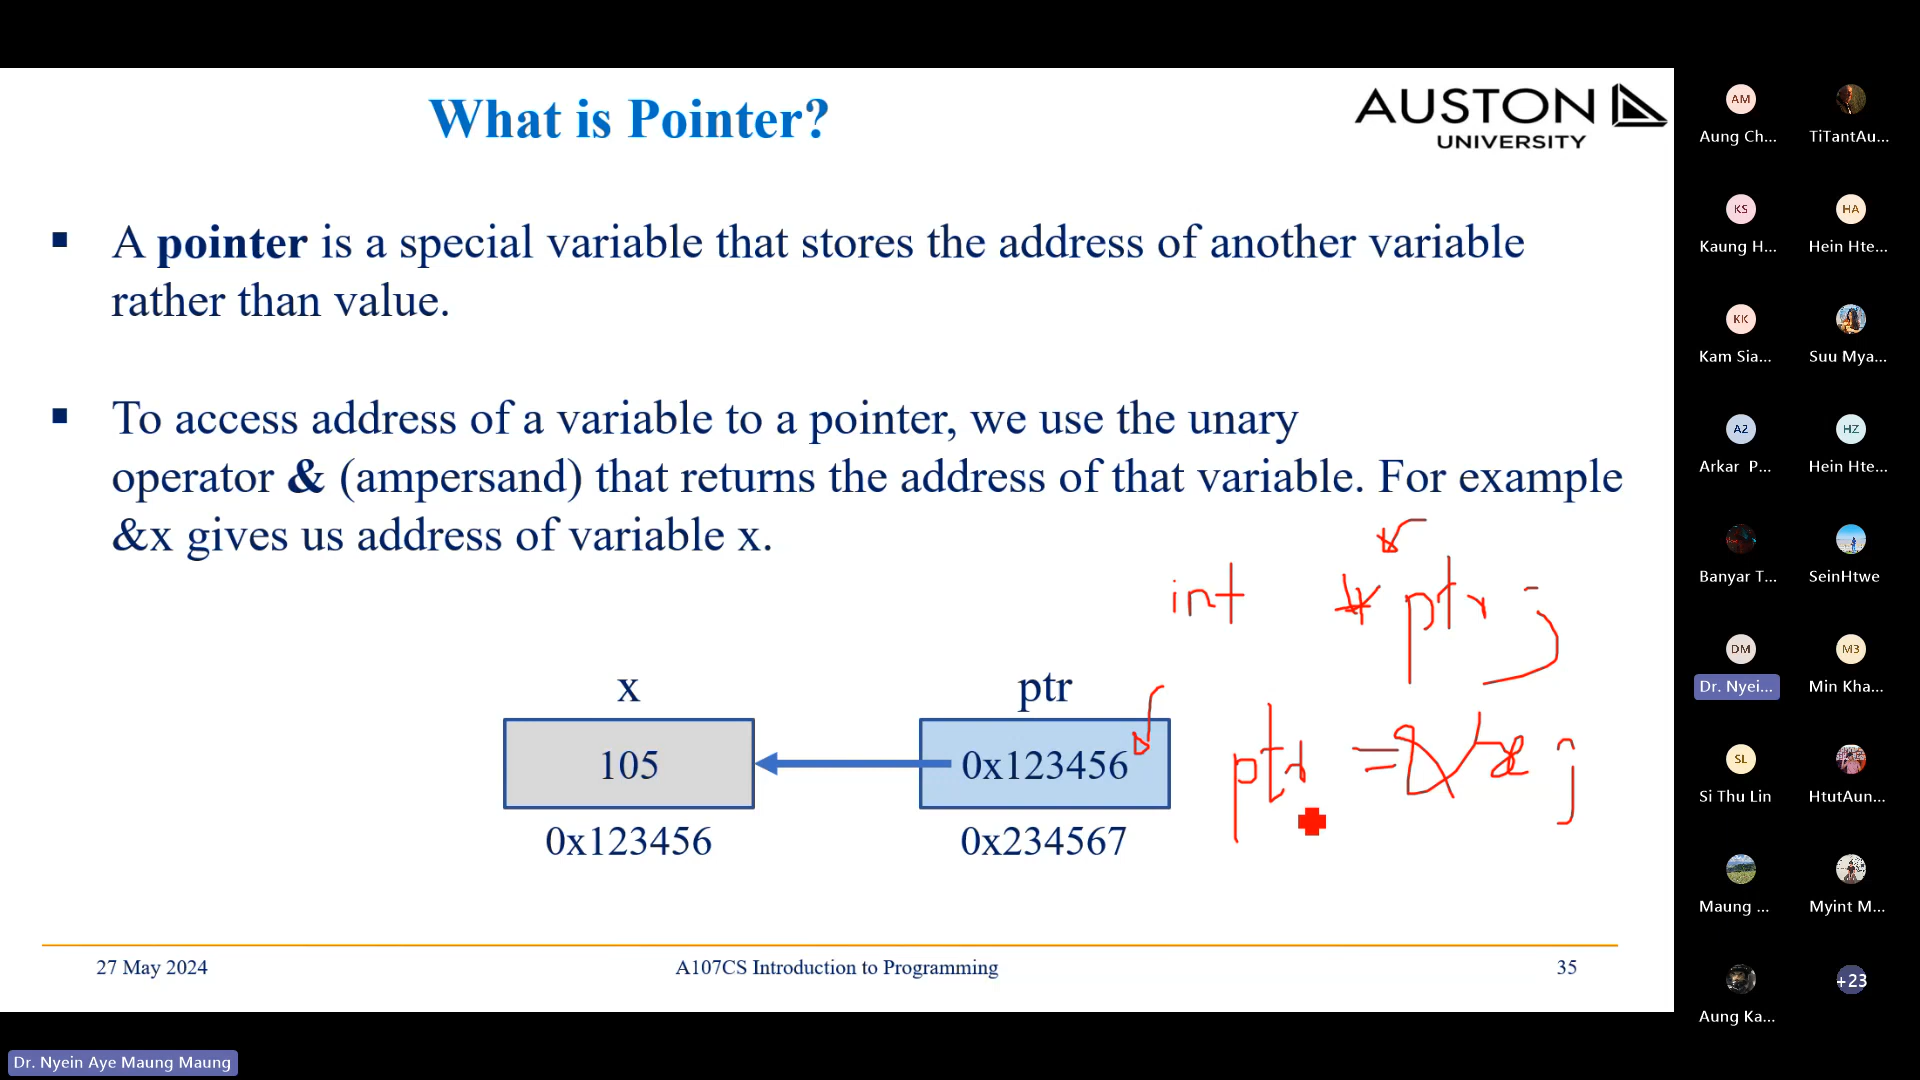 What is Pointer?
AUSTON
UNIVERSITY
▪ A pointer is a special variable that stores the address of another variable
rather than value.
▪ To access address of a variable to a pointer, we use the unary
operator & (ampersand) that returns the address of that variable. For example
&x gives us address of variable x.
int *ptr ;
x
ptr
105
0x123456
ptr =&x ;
0x123456
0x234567
27 May 2024
A107CS Introduction to Programming
35
AM
Aung Ch...
TiTantAu...
KS
Kaung H...
HA
Hein Hte...
KK
Kam Sia...
Suu Mya...
A2
Arkar P...
HZ
Hein Hte...
Banyar T...
SeinHtwe
DM
Dr. Nyei...
M3
Min Kha...
SL
Si Thu Lin
HtutAun...
Maung ...
Myint M...
Aung Ka...
+23
Dr. Nyein Aye Maung Maung